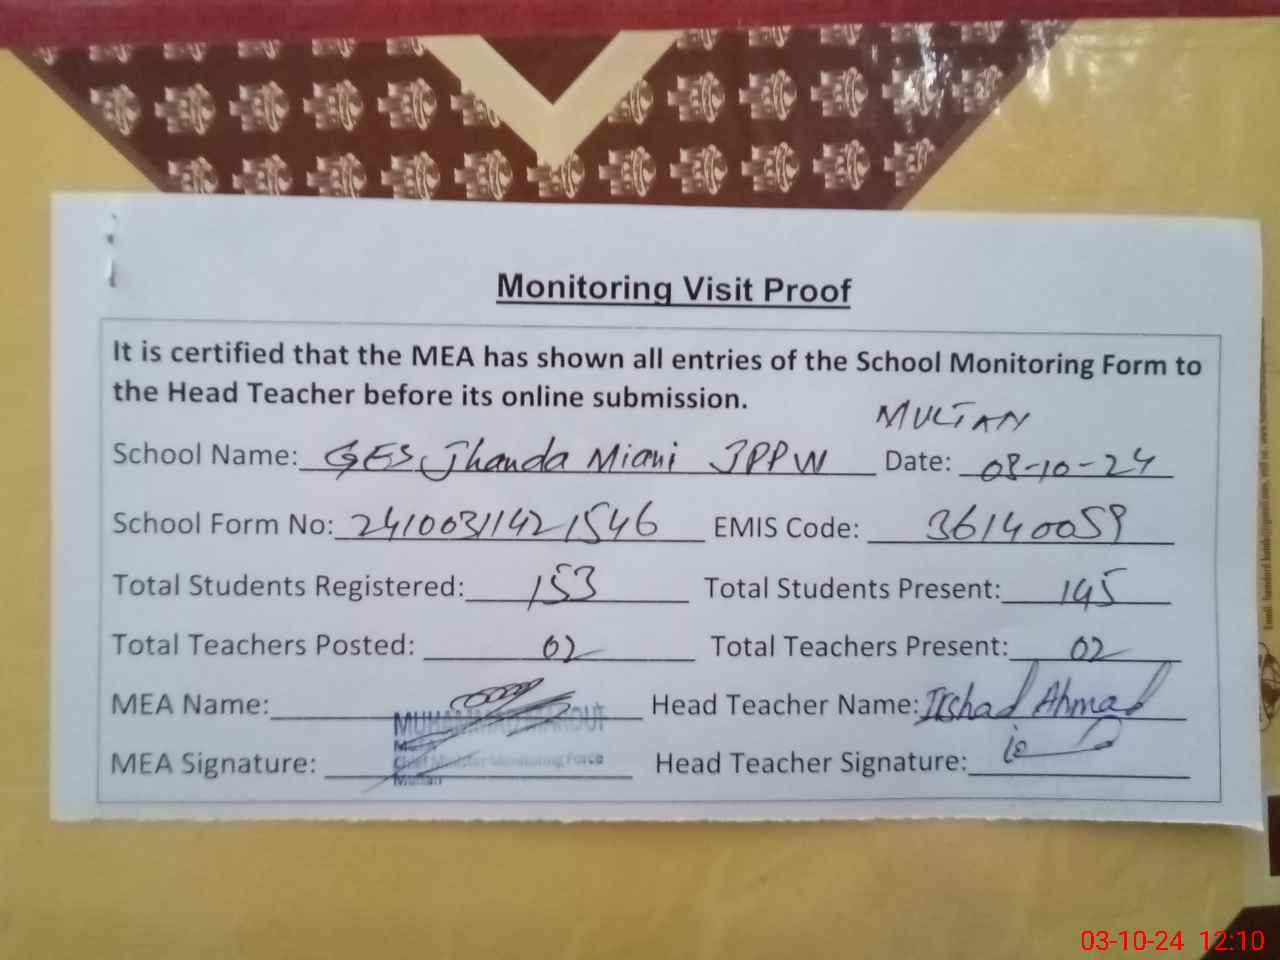 Monitoring Visit Proof
It is certified that the MEA has shown all entries of the School Monitoring Form to
the Head Teacher before its online submission.
MULTAN
School Name: GES Jhanda Miani JPPW Date: 03-10-24
School Form No: 24100311421546 EMIS Code: 36140059
Total Students Registered: 153 Total Students Present: 145
Total Teachers Posted: 02 Total Teachers Present: 02
MEA Name: Head Teacher Name: Irshad Ahmad
MUHAMMAD
MEA Signature: Head Teacher Signature:
Chief Minister Monitoring Force
Multan
03-10-24 12:10